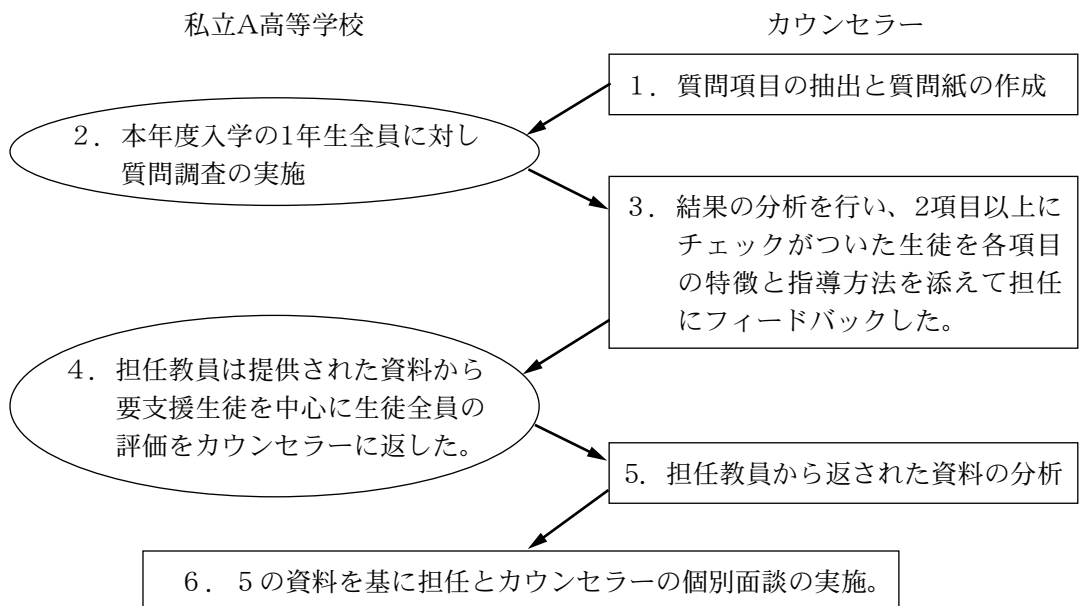 私立A高等学校
カウンセラー
1．質問項目の抽出と質問紙の作成
2．本年度入学の1年生全員に対し
質問調査の実施
3．結果の分析を行い、2項目以上に
チェックがついた生徒を各項目
の特徴と指導方法を添えて担任
にフィードバックした。
4．担任教員は提供された資料から
要支援生徒を中心に生徒全員の
評価をカウンセラーに返した。
5．担任教員から返された資料の分析
6．5の資料を基に担任とカウンセラーの個別面談の実施。